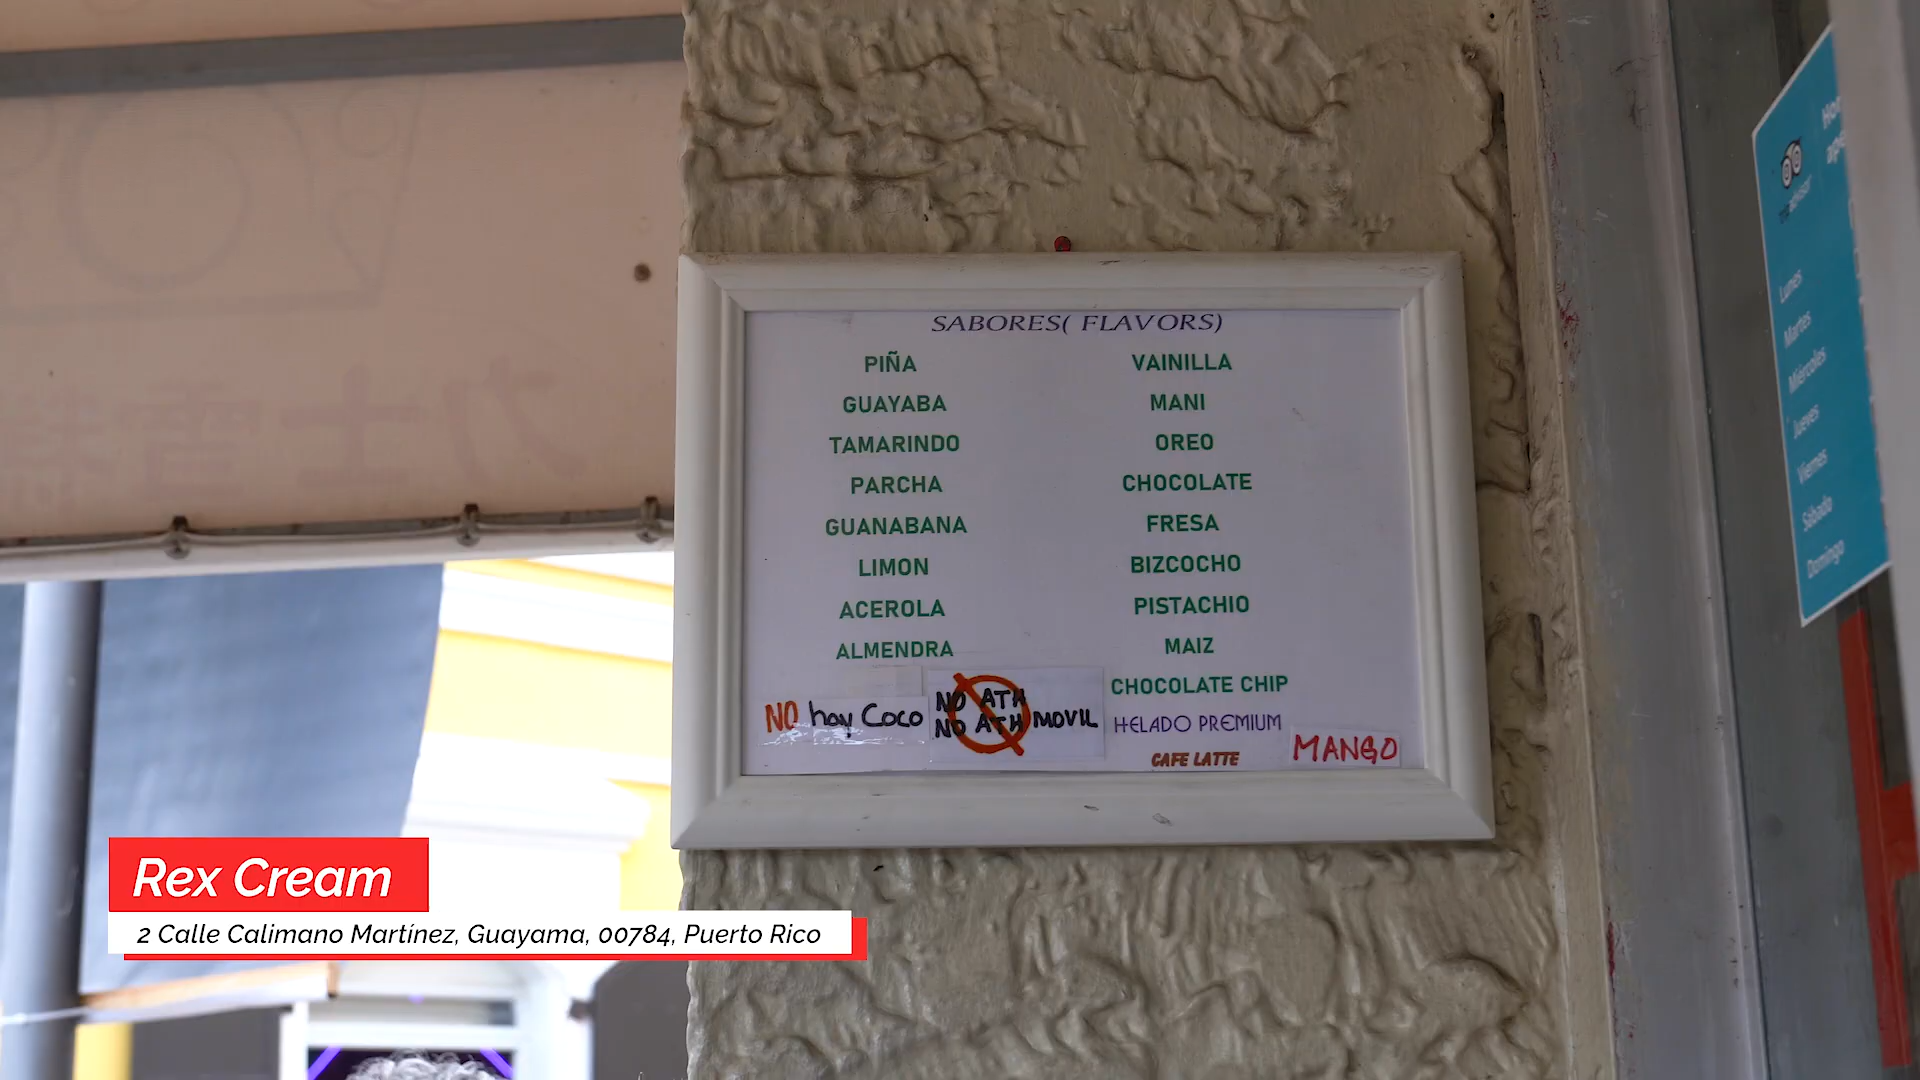 SABORES( FLAVORS)
PIÑA
GUAYABA
TAMARINDO
PARCHA
GUANABANA
LIMON
ACEROLA
ALMENDRA
VAINILLA
MANI
OREO
CHOCOLATE
FRESA
BIZCOCHO
PISTACHIO
MAIZ
CHOCOLATE CHIP
HELADO PREMIUM
CAFE LATTE
MANGO
NO hay Coco
NO ATH
NO ATH MOVIL
Lunes
Martes
Miércoles
Jueves
Viernes
Sábado
Domingo
Rex Cream
2 Calle Calimano Martínez, Guayama, 00784, Puerto Rico